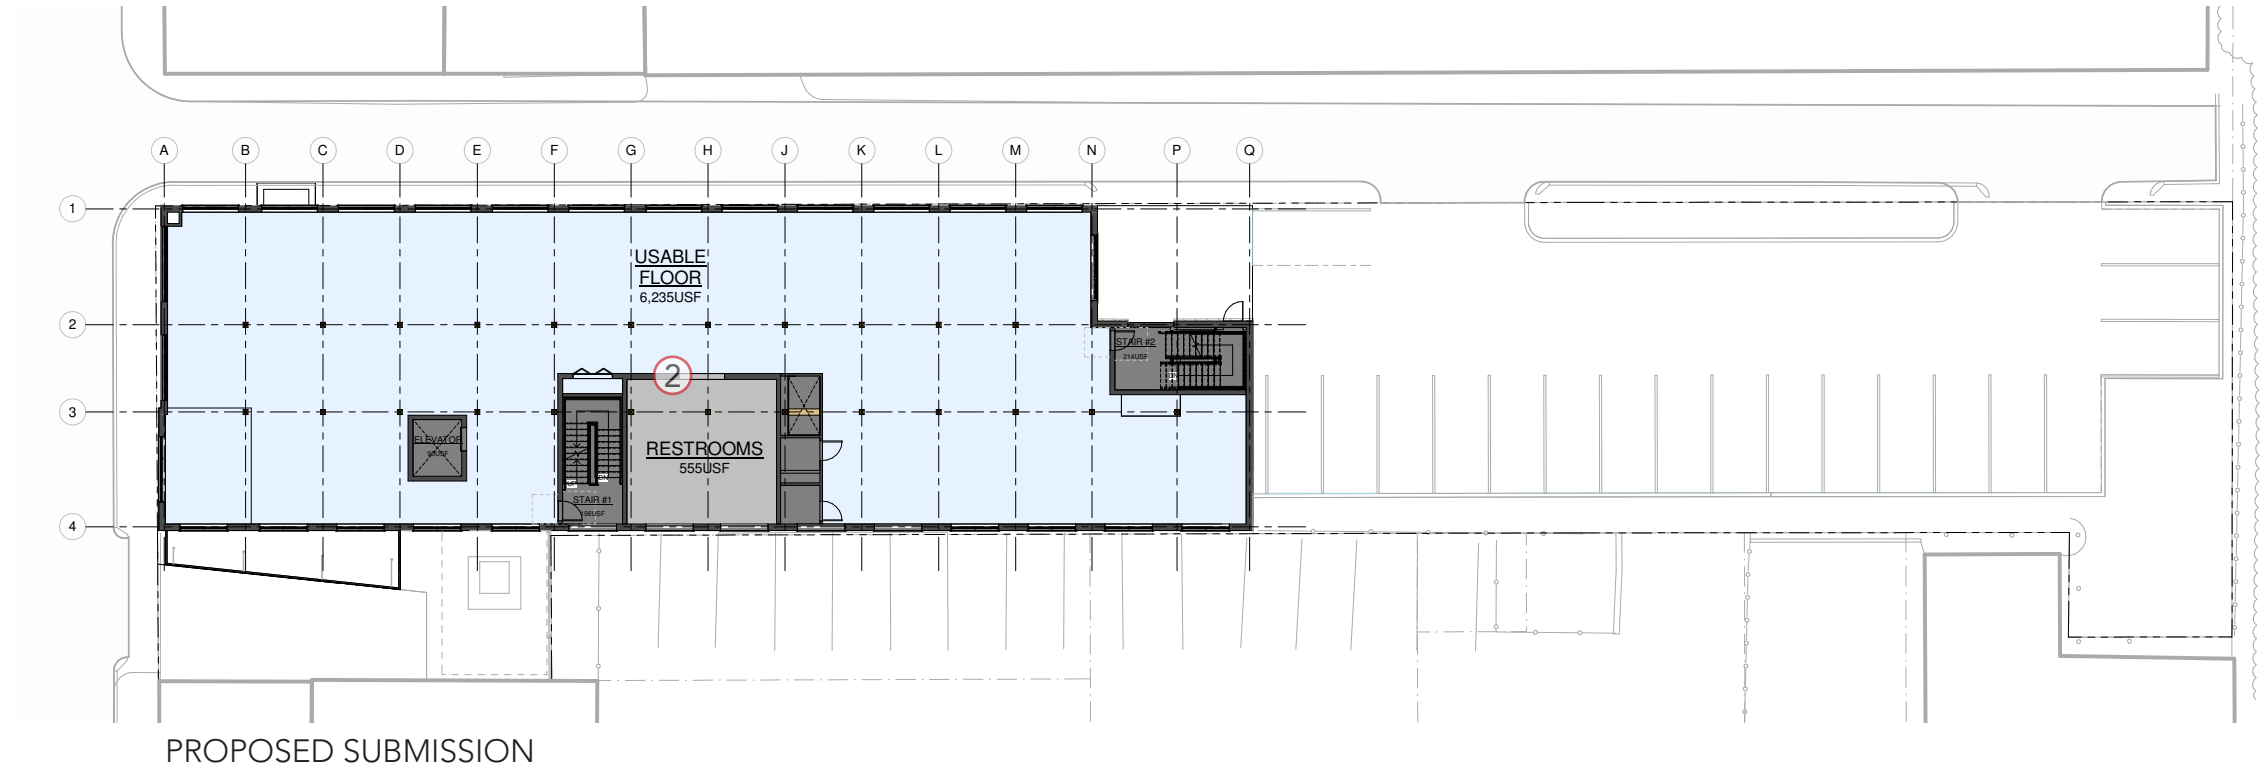 A B C D E F G H J K L M N P Q
1
USABLE
FLOOR
6,235USF
2
STAIR #2
214USF
2
3
ELEVATOR
RESTROOMS
555USF
STAIR #1
198USF
4
PROPOSED SUBMISSION